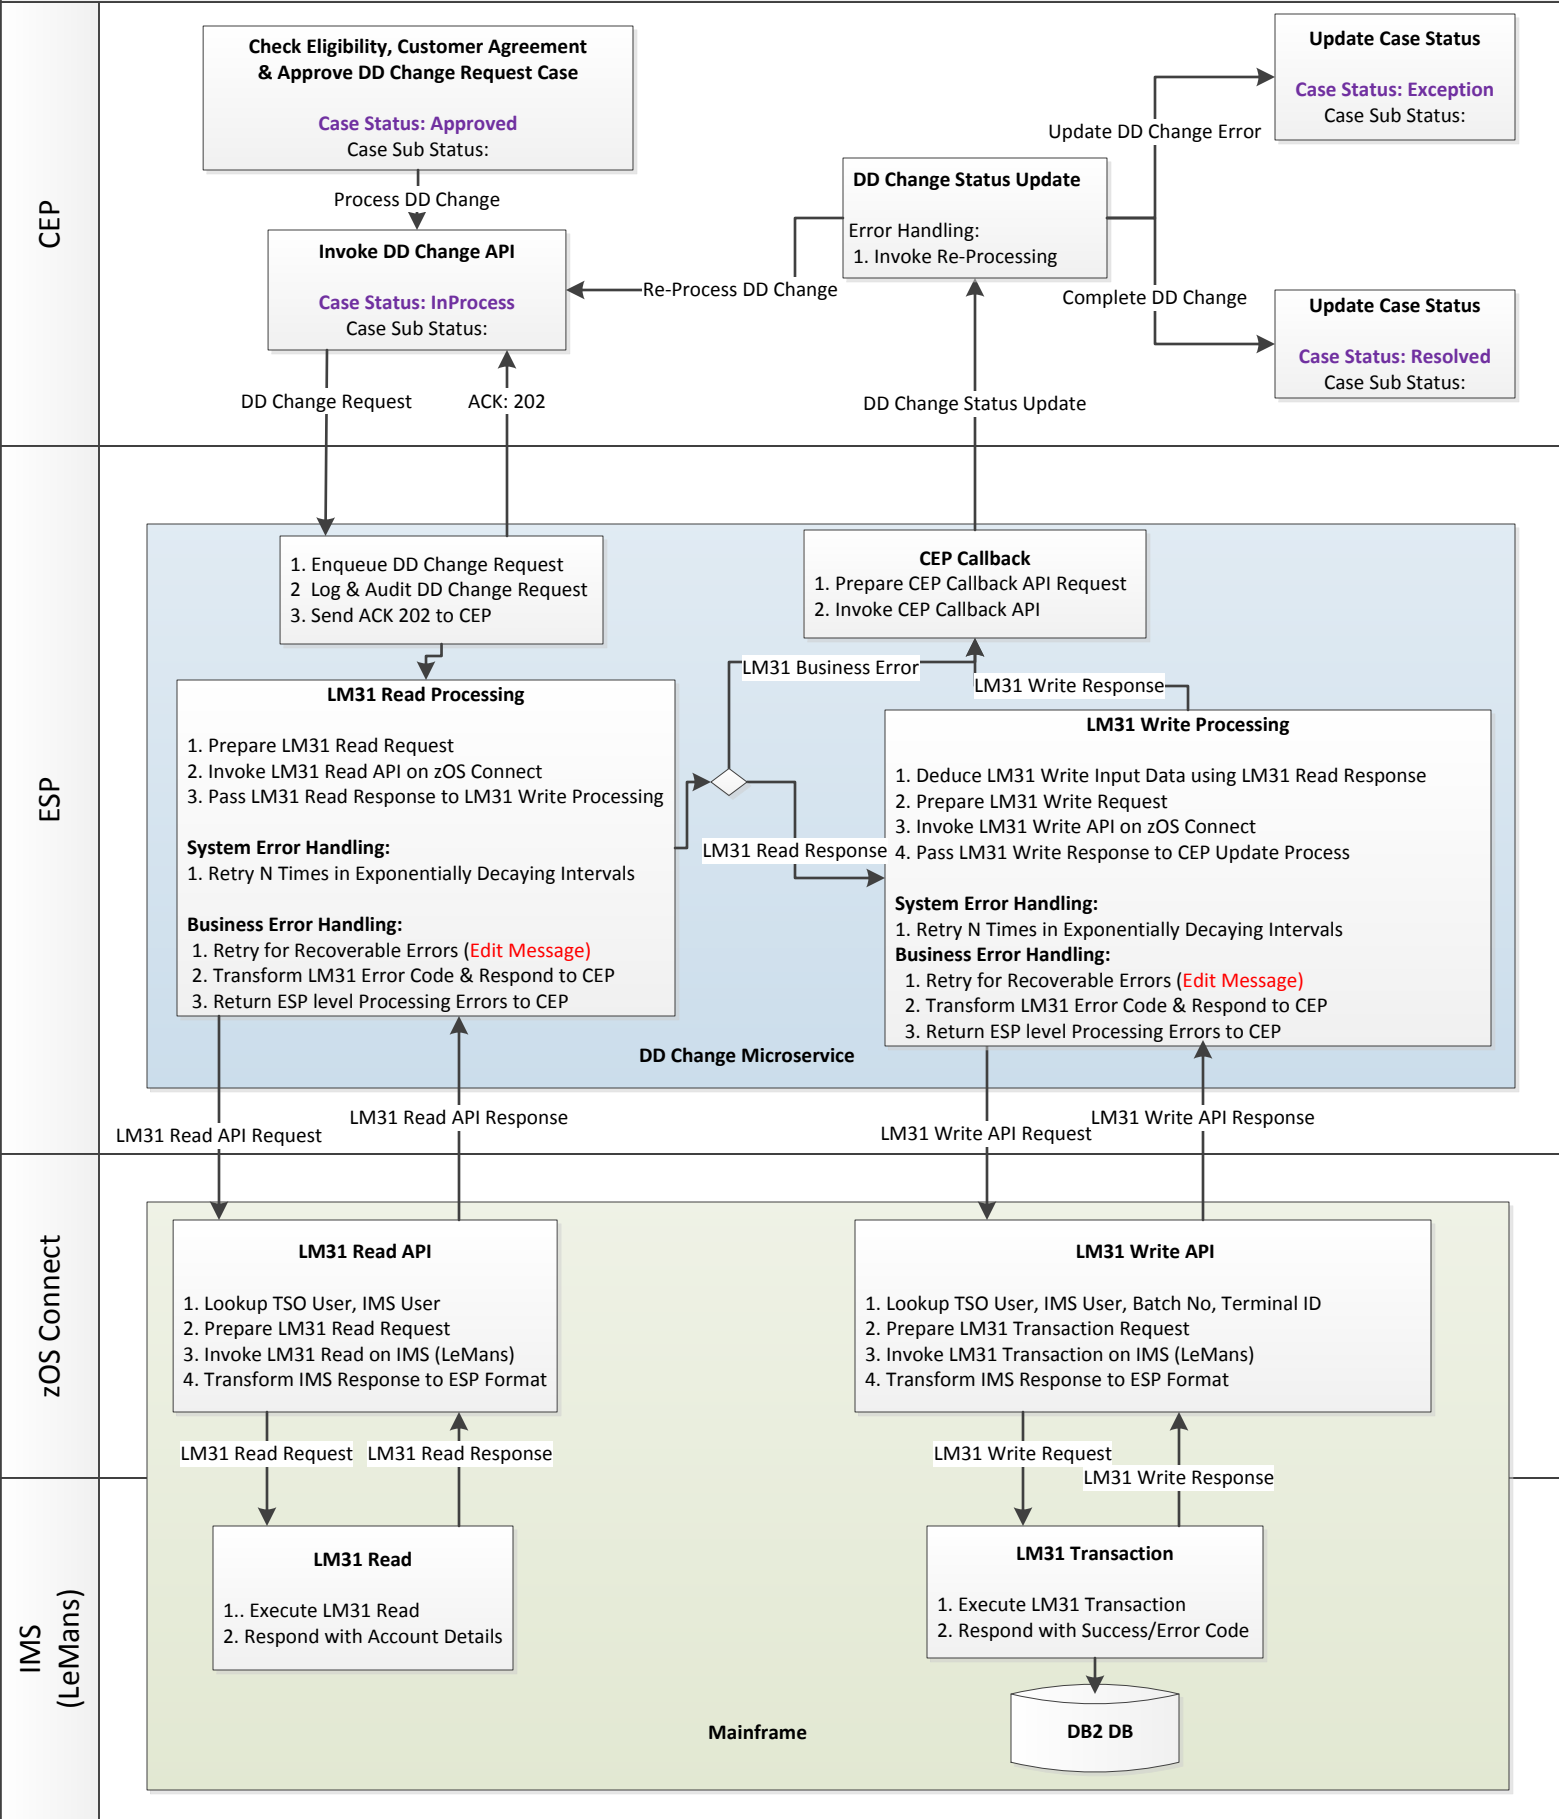 CEP
Check Eligibility, Customer Agreement
& Approve DD Change Request Case
Case Status: Approved
Case Sub Status:
Process DD Change
Invoke DD Change API
Case Status: InProcess
Case Sub Status:
DD Change Request
ACK: 202
Re-Process DD Change
DD Change Status Update
Error Handling:
1. Invoke Re-Processing
Update DD Change Error
Complete DD Change
Update Case Status
Case Status: Exception
Case Sub Status:
Update Case Status
Case Status: Resolved
Case Sub Status:
DD Change Status Update
ESP
1. Enqueue DD Change Request
2 Log & Audit DD Change Request
3. Send ACK 202 to CEP
CEP Callback
1. Prepare CEP Callback API Request
2. Invoke CEP Callback API
LM31 Business Error
LM31 Write Response
LM31 Read Processing
1. Prepare LM31 Read Request
2. Invoke LM31 Read API on zOS Connect
3. Pass LM31 Read Response to LM31 Write Processing
System Error Handling:
1. Retry N Times in Exponentially Decaying Intervals
Business Error Handling:
1. Retry for Recoverable Errors (Edit Message)
2. Transform LM31 Error Code & Respond to CEP
3. Return ESP level Processing Errors to CEP
LM31 Read Response
LM31 Write Processing
1. Deduce LM31 Write Input Data using LM31 Read Response
2. Prepare LM31 Write Request
3. Invoke LM31 Write API on zOS Connect
4. Pass LM31 Write Response to CEP Update Process
System Error Handling:
1. Retry N Times in Exponentially Decaying Intervals
Business Error Handling:
1. Retry for Recoverable Errors (Edit Message)
2. Transform LM31 Error Code & Respond to CEP
3. Return ESP level Processing Errors to CEP
DD Change Microservice
LM31 Read API Request
LM31 Read API Response
LM31 Write API Request
LM31 Write API Response
zOS Connect
LM31 Read API
1. Lookup TSO User, IMS User
2. Prepare LM31 Read Request
3. Invoke LM31 Read on IMS (LeMans)
4. Transform IMS Response to ESP Format
LM31 Write API
1. Lookup TSO User, IMS User, Batch No, Terminal ID
2. Prepare LM31 Transaction Request
3. Invoke LM31 Transaction on IMS (LeMans)
4. Transform IMS Response to ESP Format
LM31 Read Request
LM31 Read Response
LM31 Write Request
LM31 Write Response
IMS
(LeMans)
LM31 Read
1.. Execute LM31 Read
2. Respond with Account Details
LM31 Transaction
1. Execute LM31 Transaction
2. Respond with Success/Error Code
DB2 DB
Mainframe